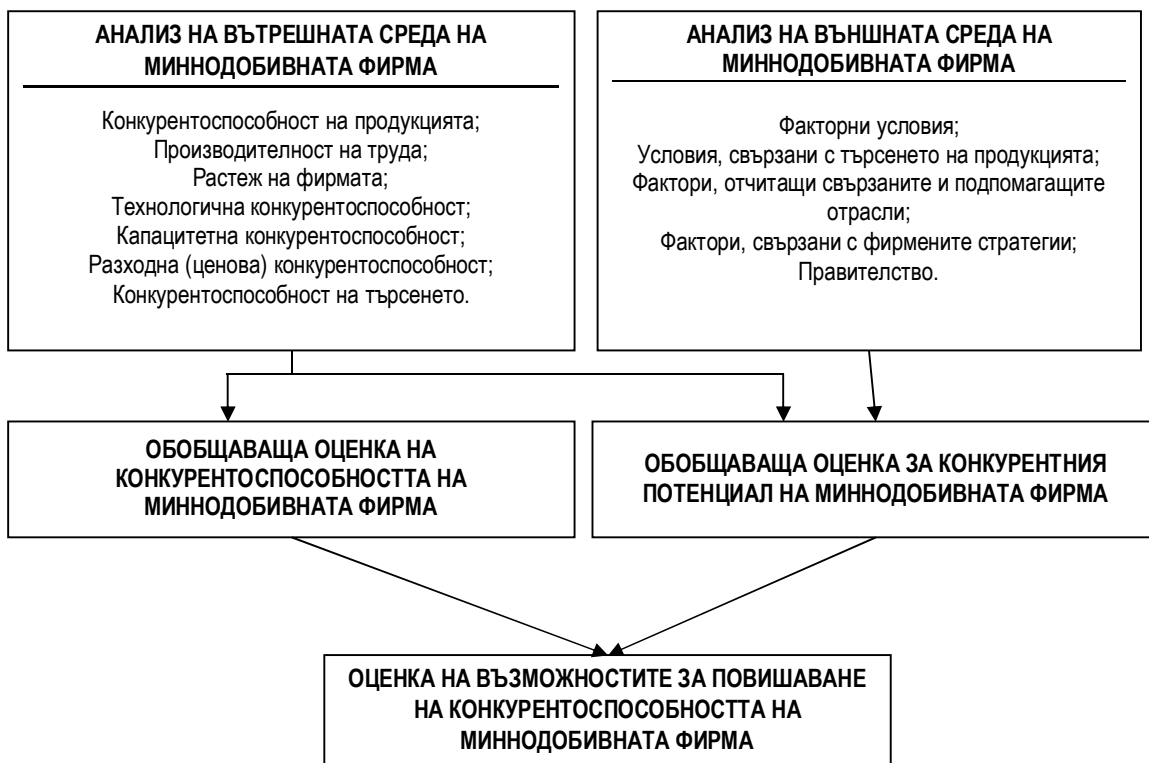 АНАЛИЗ НА ВЪТРЕШНАТА СРЕДА НА
МИННОДОБИВНАТА ФИРМА
Конкурентоспособност на продукцията;
Производителност на труда;
Растеж на фирмата;
Технологична конкурентоспособност;
Капацитетна конкурентоспособност;
Разходна (ценова) конкурентоспособност;
Конкурентоспособност на търсенето.
АНАЛИЗ НА ВЪНШНАТА СРЕДА НА
МИННОДОБИВНАТА ФИРМА
Факторни условия;
Условия, свързани с търсенето на продукцията;
Фактори, отчитащи свързаните и подпомагащите
отрасли;
Фактори, свързани с фирмените стратегии;
Правителство.
ОБОБЩАВАЩА ОЦЕНКА НА
КОНКУРЕНТОСПОСОБНОСТТА НА
МИННОДОБИВНАТА ФИРМА
ОБОБЩАВАЩА ОЦЕНКА ЗА КОНКУРЕНТНИЯ
ПОТЕНЦИАЛ НА МИННОДОБИВНАТА ФИРМА
ОЦЕНКА НА ВЪЗМОЖНОСТИТЕ ЗА ПОВИШАВАНЕ
НА КОНКУРЕНТОСПОСОБНОСТТА НА
МИННОДОБИВНАТА ФИРМА